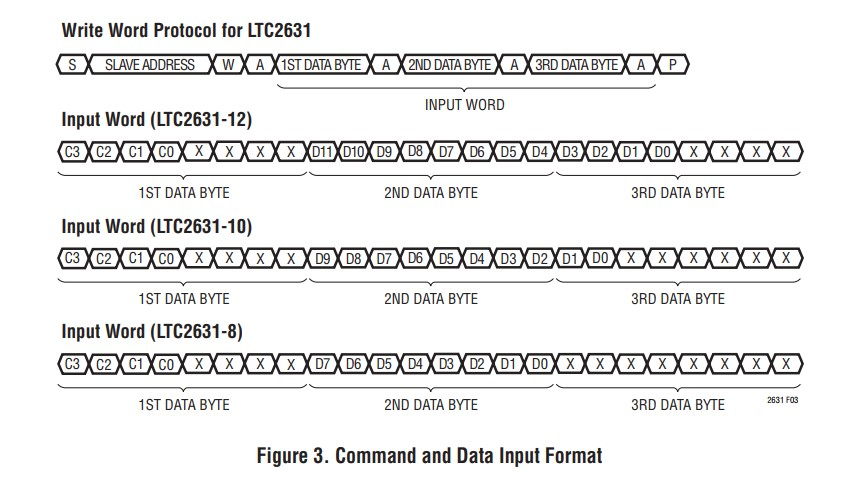 Write Word Protocol for LTC2631
S SLAVE ADDRESS W A 1ST DATA BYTE A 2ND DATA BYTE A 3RD DATA BYTE A P
INPUT WORD
Input Word (LTC2631-12)
C3 C2 C1 C0 X X X X D11 D10 D9 D8 D7 D6 D5 D4 D3 D2 D1 D0 X X X X
1ST DATA BYTE 2ND DATA BYTE 3RD DATA BYTE
Input Word (LTC2631-10)
C3 C2 C1 C0 X X X X D9 D8 D7 D6 D5 D4 D3 D2 D1 D0 X X X X X X
1ST DATA BYTE 2ND DATA BYTE 3RD DATA BYTE
Input Word (LTC2631-8)
C3 C2 C1 C0 X X X X D7 D6 D5 D4 D3 D2 D1 D0 X X X X X X X X
1ST DATA BYTE 2ND DATA BYTE 3RD DATA BYTE
2631 F03
Figure 3. Command and Data Input Format